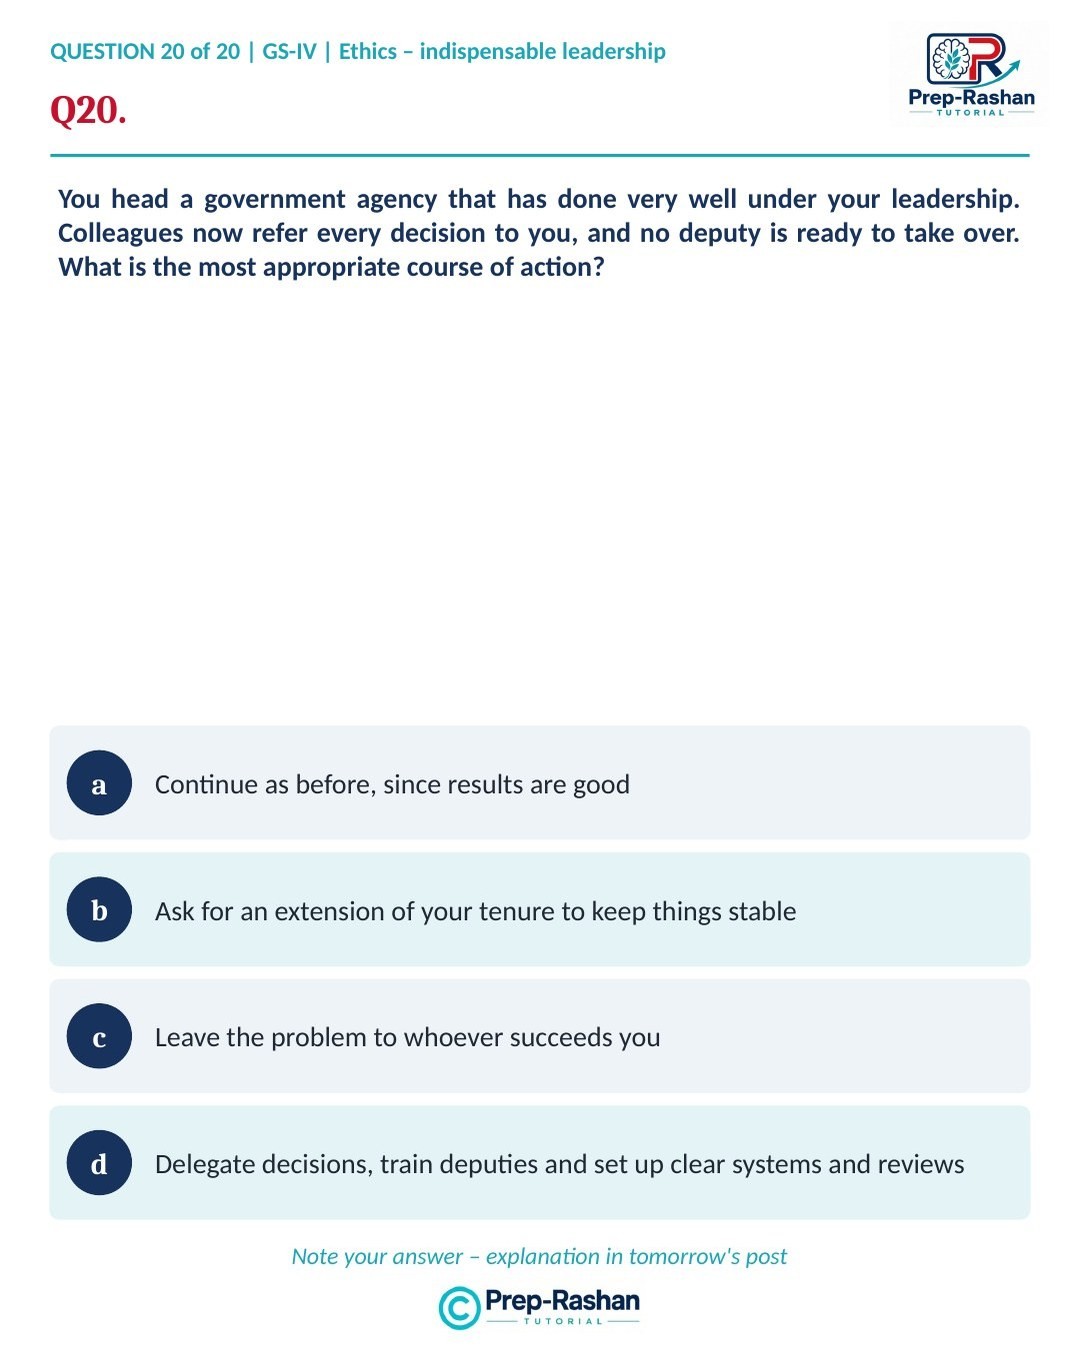 QUESTION 20 of 20 | GS-IV | Ethics – indispensable leadership
Q20.
Prep-Rashan
TUTORIAL
You head a government agency that has done very well under your leadership.
Colleagues now refer every decision to you, and no deputy is ready to take over.
What is the most appropriate course of action?
a Continue as before, since results are good
b Ask for an extension of your tenure to keep things stable
c Leave the problem to whoever succeeds you
d Delegate decisions, train deputies and set up clear systems and reviews
Note your answer – explanation in tomorrow's post
© Prep-Rashan
TUTORIAL